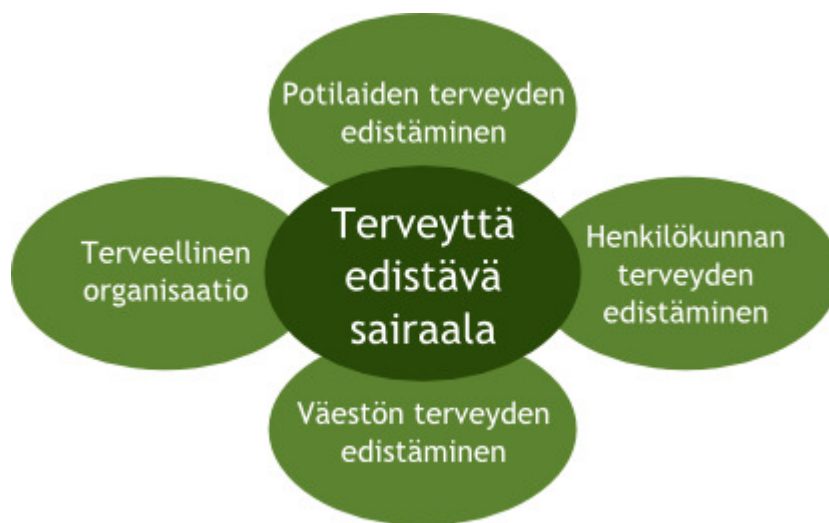 Potilaiden terveyden
edistäminen
Terveellinen
organisaatio
Terveyttä
edistävä
sairaala
Henkilökunnan
terveyden
edistäminen
Väestön terveyden
edistäminen